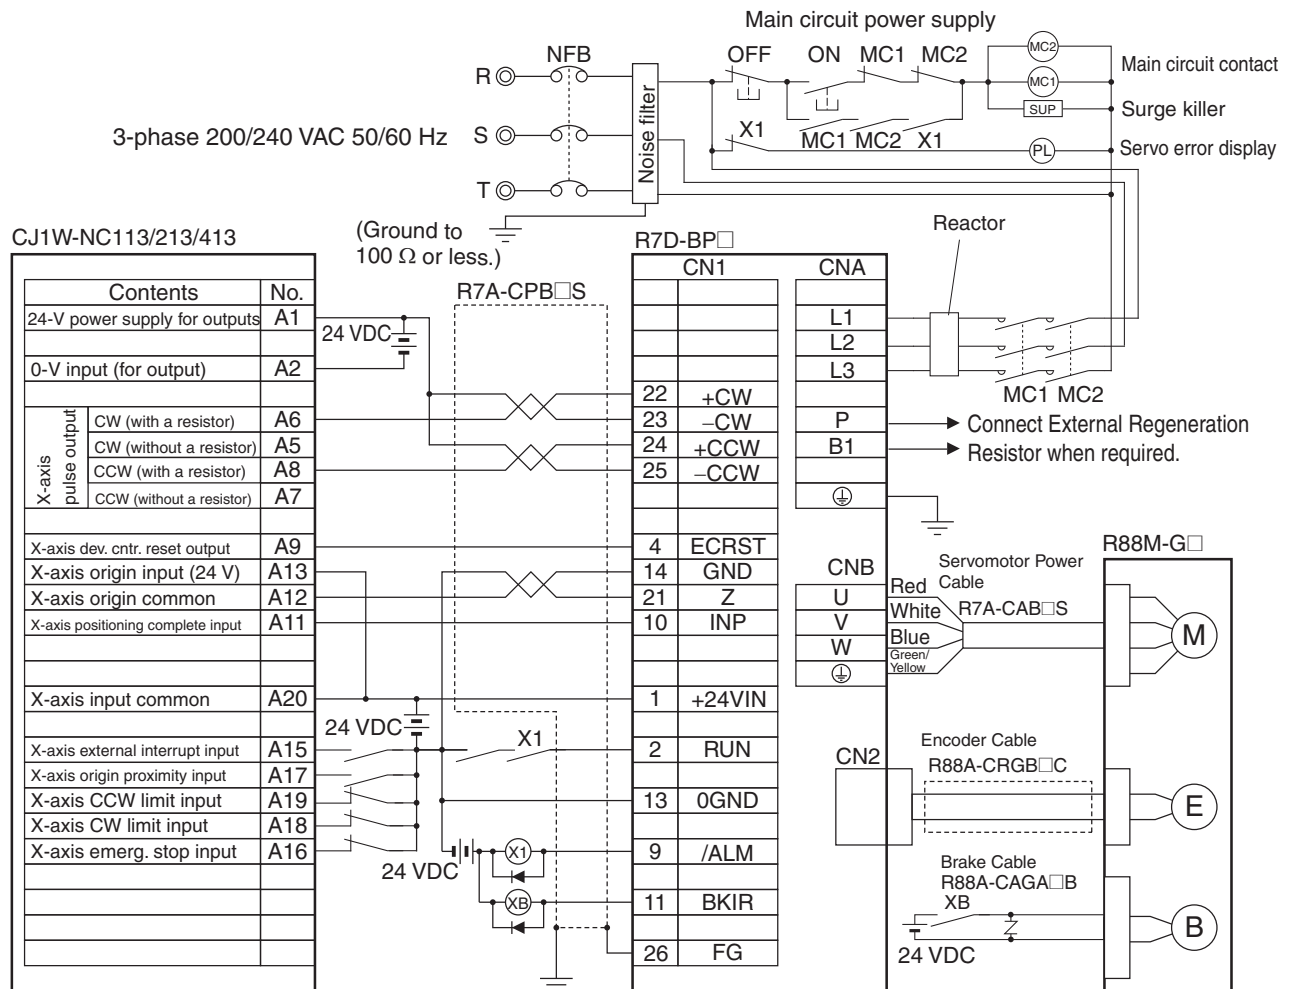 Main circuit power supply
NFB
OFF ON MC1 MC2
MC2
Main circuit contact
R
MC1
SUP
Surge killer
3-phase 200/240 VAC 50/60 Hz
S
Noise filter
X1
MC1 MC2 X1
PL
Servo error display
T
(Ground to
100 Ω or less.)
CJ1W-NC113/213/413
R7D-BP□
Reactor
Contents No.
R7A-CPB□S
CN1
CNA
24-V power supply for outputs A1
24 VDC
L1
L2
0-V input (for output) A2
L3
MC1 MC2
22 +CW
X-axis
pulse output
CW (with a resistor) A6
23 –CW
P
Connect External Regeneration
CW (without a resistor) A5
24 +CCW
B1
Resistor when required.
CCW (with a resistor) A8
25 –CCW
CCW (without a resistor) A7
X-axis dev. cntr. reset output A9
4 ECRST
R88M-G□
X-axis origin input (24 V) A13
14 GND
CNB
Servomotor Power
Cable
Red
X-axis origin common A12
21 Z
U
White
R7A-CAB□S
X-axis positioning complete input A11
10 INP
V
Blue
W
Green/
Yellow
M
X-axis input common A20
1 +24VIN
24 VDC
X-axis external interrupt input A15
X1
2 RUN
CN2
Encoder Cable
R88A-CRGB□C
X-axis origin proximity input A17
X-axis CCW limit input A19
13 0GND
E
X-axis CW limit input A18
X-axis emerg. stop input A16
24 VDC
X1
9 /ALM
Brake Cable
R88A-CAGA□B
XB
XB
11 BKIR
B
24 VDC
26 FG